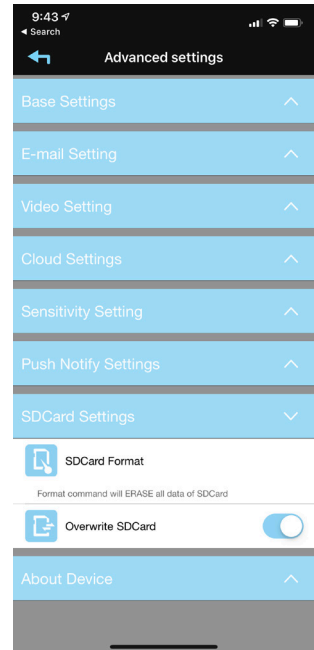 9:43
◀ Search
Advanced settings
Base Settings
E-mail Setting
Video Setting
Cloud Settings
Sensitivity Setting
Push Notify Settings
SDCard Settings
SDCard Format
Format command will ERASE all data of SDCard
Overwrite SDCard
About Device